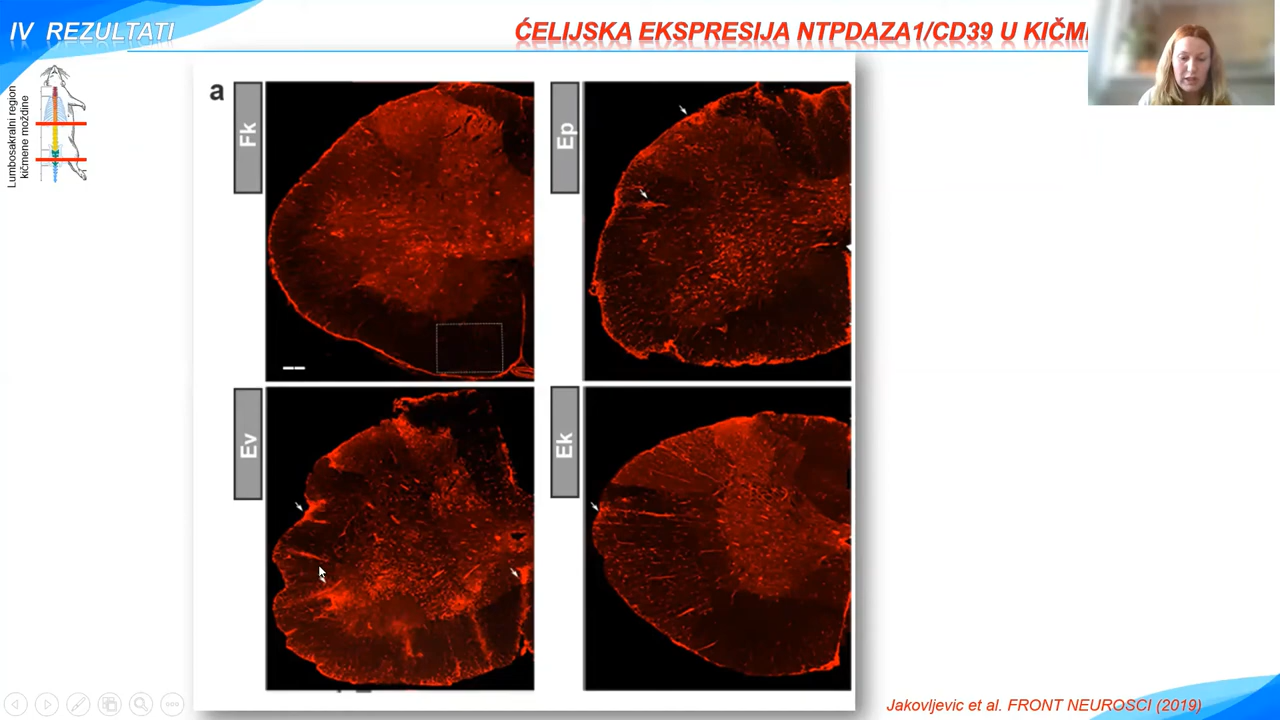 IV REZULTATI
ĆELIJSKA EKSPRESIJA NTPDAZA1/CD39 U KIČM
Lumbosakralni region
kičmene moždine
a
Fk
Ep
Ev
Ek
Jakovljevic et al. FRONT NEUROSCI (2019)